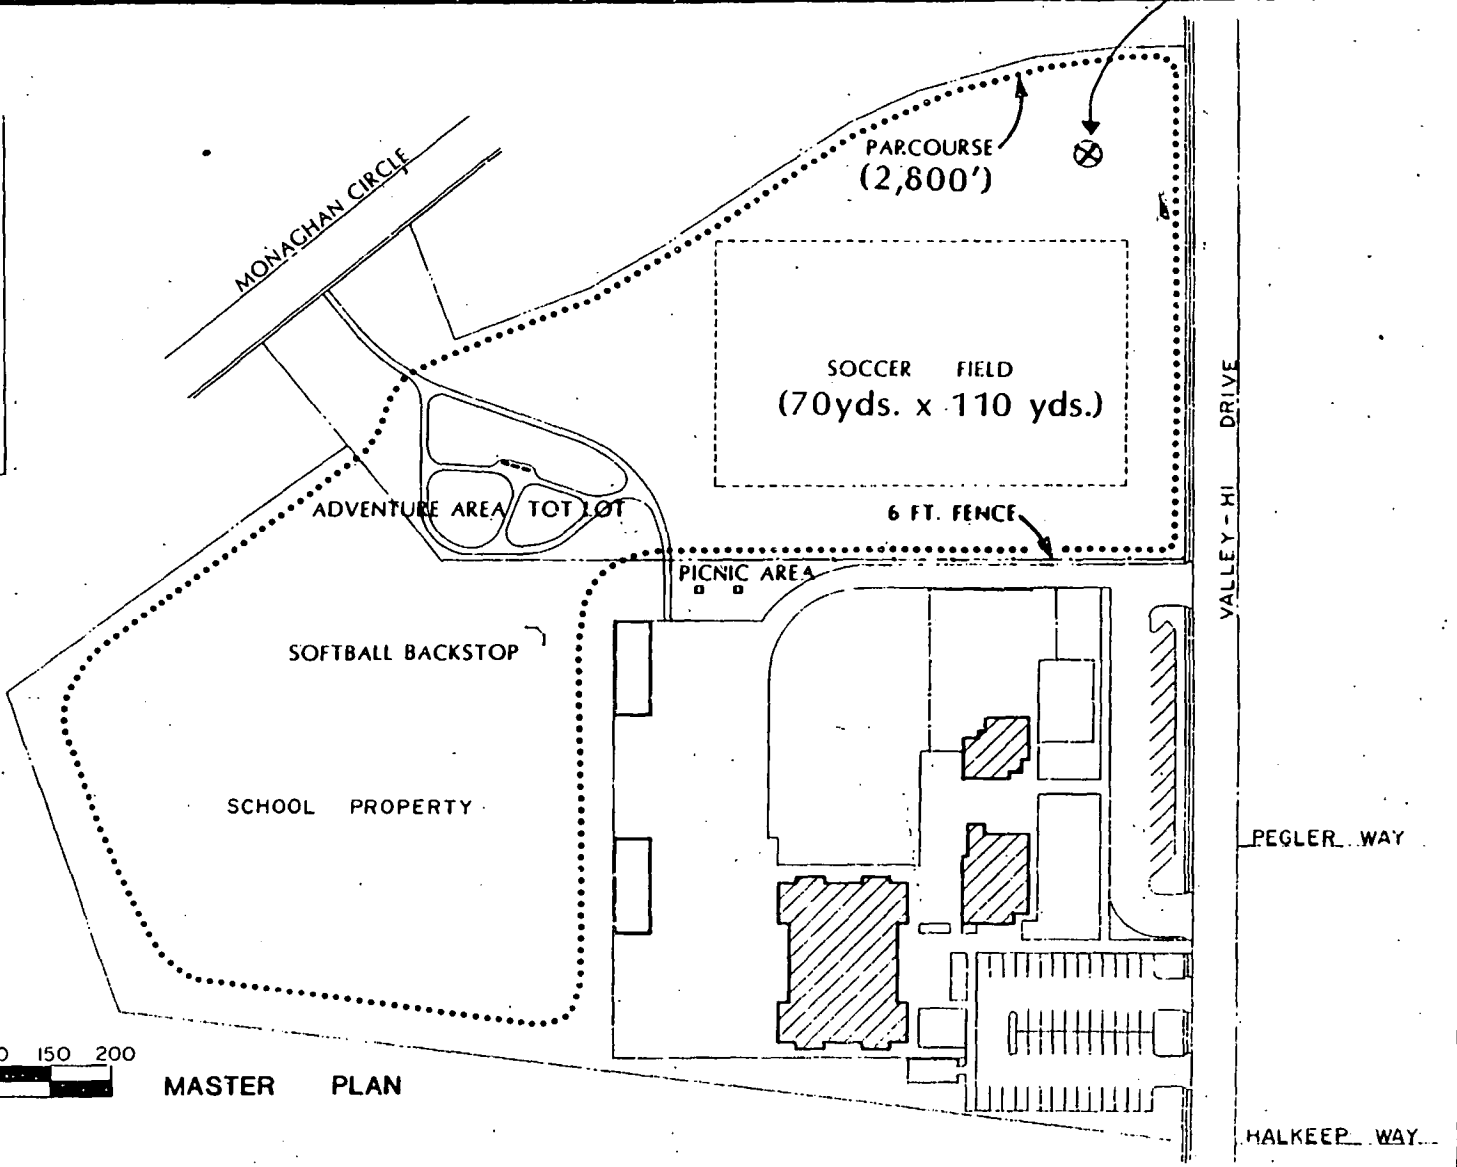 MONAGHAN CIRCLE
PARCOURSE
(2,800')
SOCCER FIELD
(70yds. x 110 yds.)
VALLEY-HI DRIVE
ADVENTURE AREA TOT LOT
6 FT. FENCE
PICNIC AREA
SOFTBALL BACKSTOP
SCHOOL PROPERTY
PEGLER WAY
150 200
MASTER PLAN
HALKEEP WAY